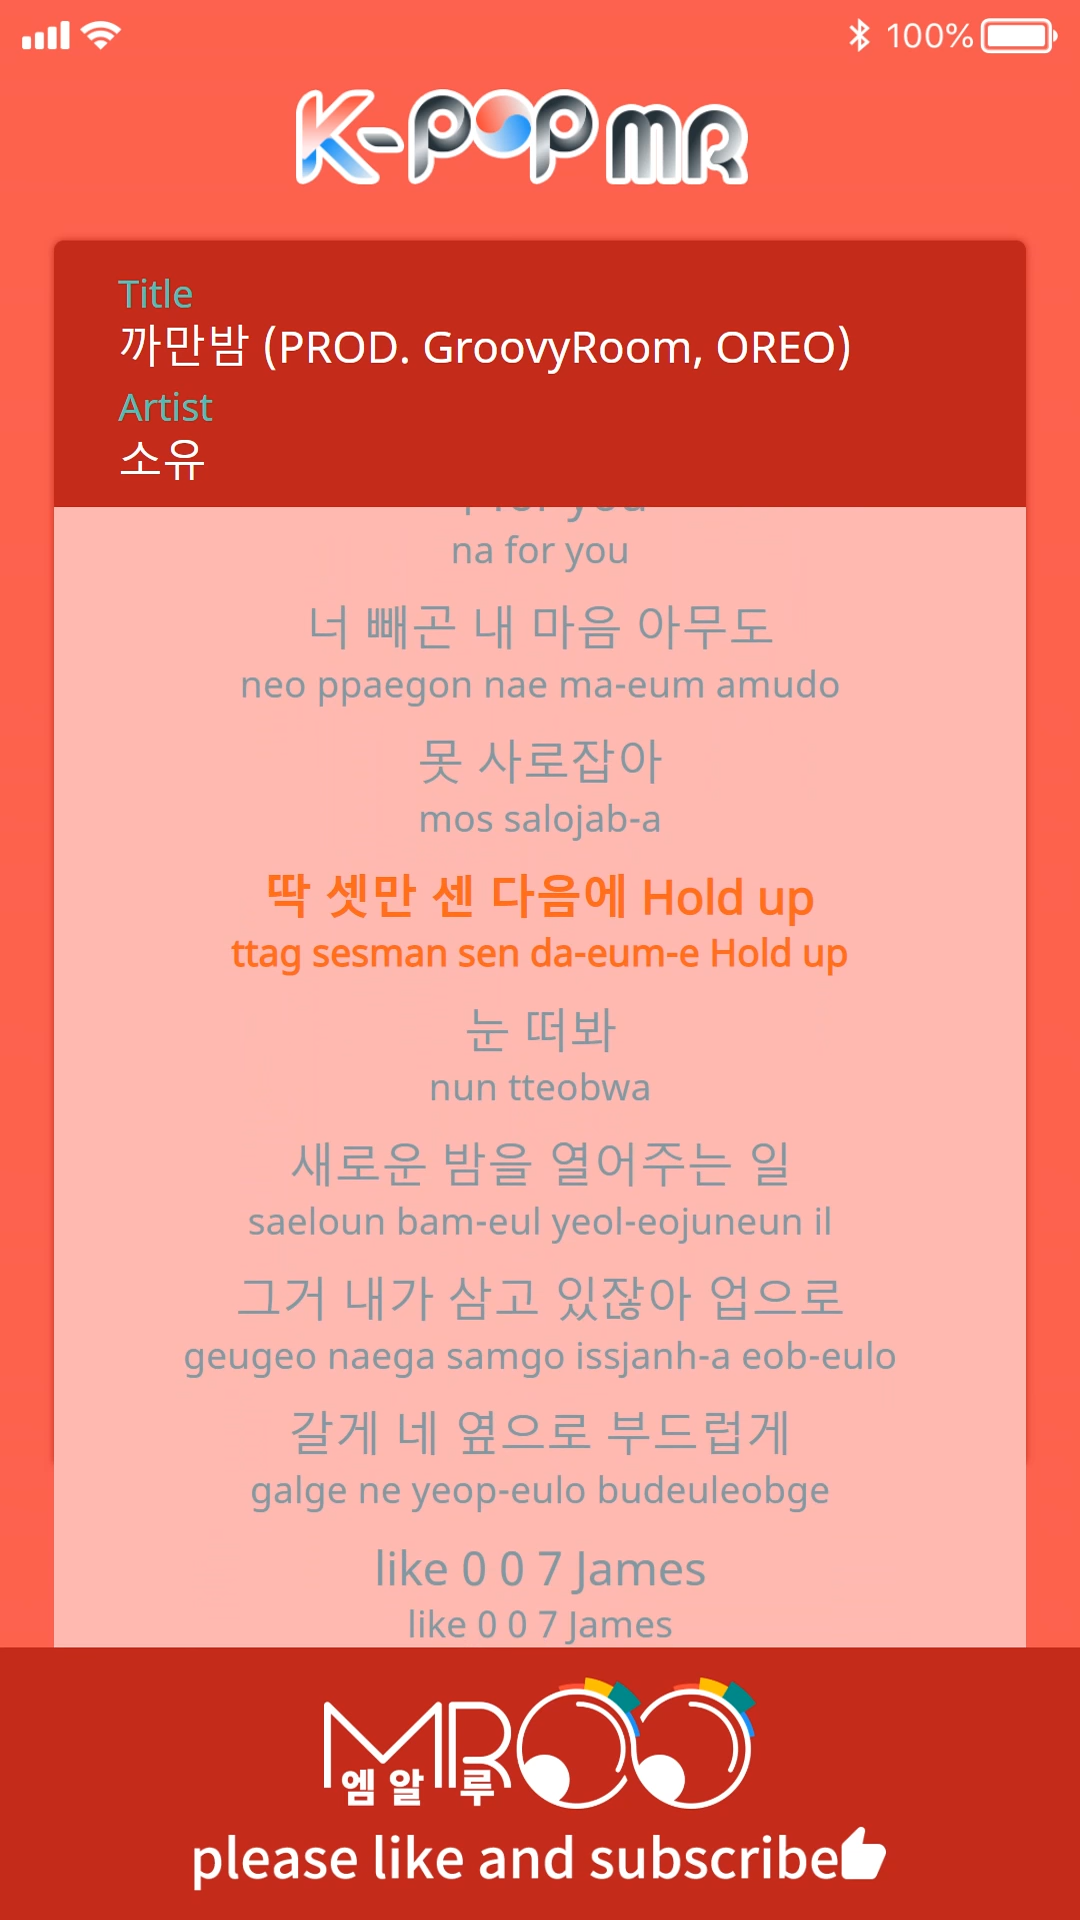 100%
K-POP MR
Title
까만밤 (PROD. GroovyRoom, OREO)
Artist
소유
for you
na for you
너 빼곤 내 마음 아무도
neo ppaegon nae ma-eum amudo
못 사로잡아
mos salojab-a
딱 셋만 센 다음에 Hold up
ttag sesman sen da-eum-e Hold up
눈 떠봐
nun tteobwa
새로운 밤을 열어주는 일
saeloun bam-eul yeol-eojuneun il
그거 내가 삼고 있잖아 업으로
geugeo naega samgo issjanh-a eob-eulo
갈게 네 옆으로 부드럽게
galge ne yeop-eulo budeuleobge
like 0 0 7 James
like 0 0 7 James
MROO
엠 알 루
please like and subscribe